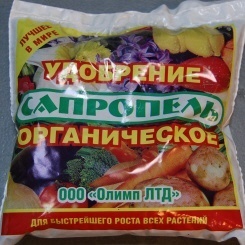 ЛУЧШЕЕ
В МИРЕ
УДОБРЕНИЕ
САПРОПЕЛЬ
ОРГАНИЧЕСКОЕ
ООО «Олимп ЛТД»
ДЛЯ БЫСТРЕЙШЕГО РОСТА ВСЕХ РАСТЕНИЙ